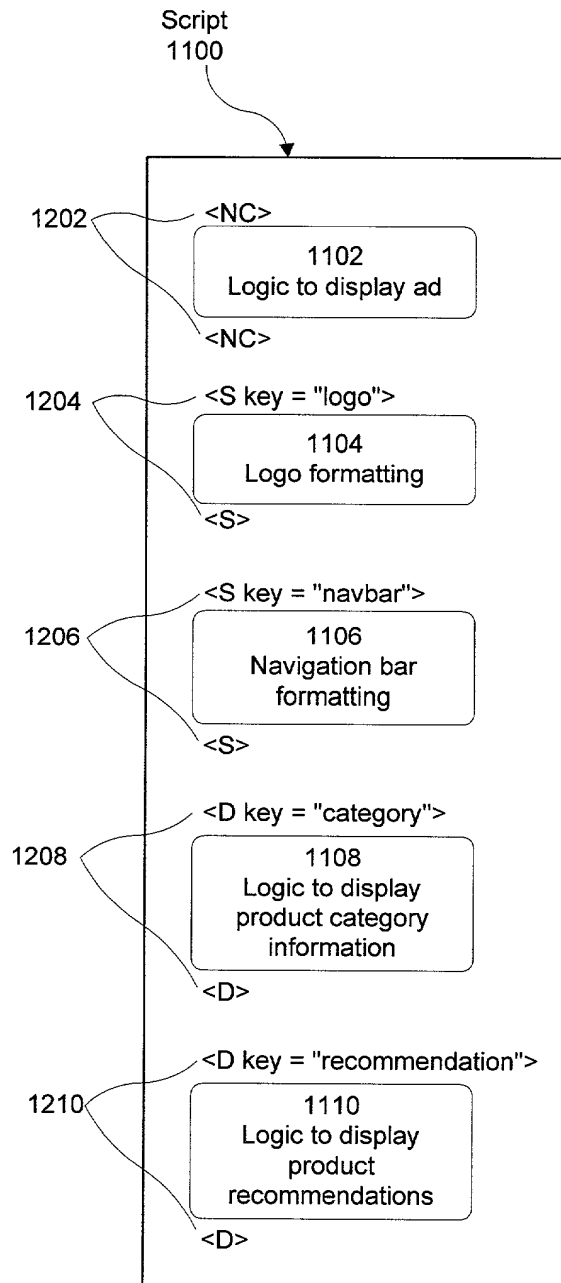 Script
1100
1202
<NC>
1102
Logic to display ad
<NC>
1204
<S key = "logo">
1104
Logo formatting
<S>
1206
<S key = "navbar">
1106
Navigation bar
formatting
<S>
1208
<D key = "category">
1108
Logic to display
product category
information
<D>
1210
<D key = "recommendation">
1110
Logic to display
product
recommendations
<D>